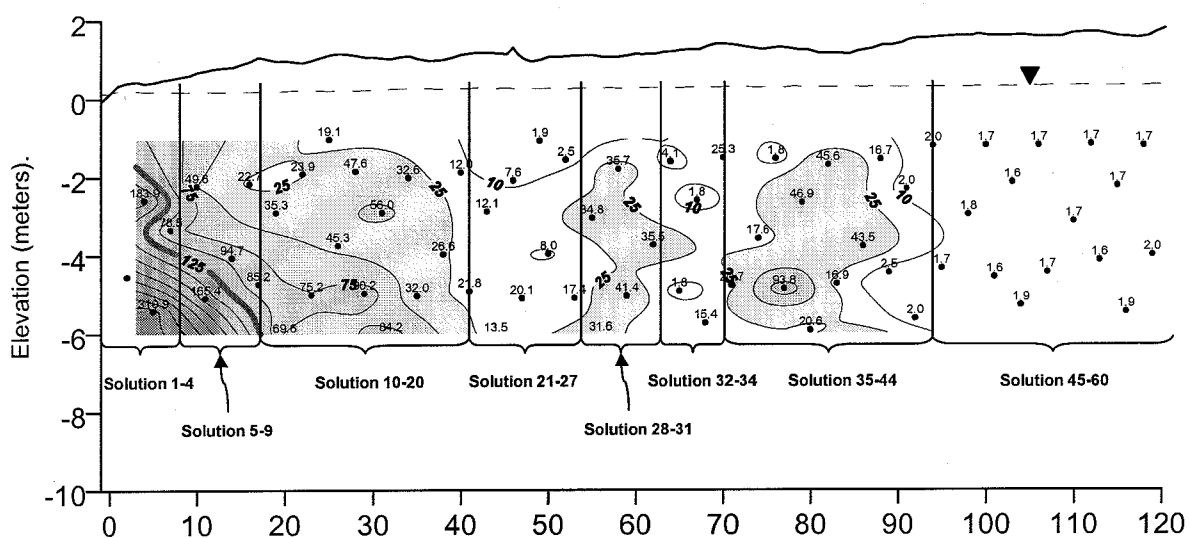 2
0
-2
-4
-6
-8
-10
Elevation (meters).
19.1
1.9
2.0 1.7 1.7 1.7 1.7
22.7 23.9 47.6 32.6 12.0 7.6 2.5 35.7 4.1 25.3 1.8 45.6 16.7
49.6 25 25 10 1.8 2.0 1.6 1.7
183.9 35.3 56.0 12.1 34.8 25 10 46.9 25 10 1.8 1.7
78.5 45.3 26.6 8.0 35.5 17.6 43.5
94.7 1.6 2.0
125 85.2 75.2 75 32.0 21.8 20.1 17.4 25 41.4 1.8 93.8 16.9 2.5 1.7 1.6 1.7
165.4 1.9 1.9
69.6 84.2 13.5 31.6 15.4 20.6 2.0
Solution 1-4 Solution 10-20 Solution 21-27 Solution 32-34 Solution 35-44 Solution 45-60
Solution 5-9 Solution 28-31
0 10 20 30 40 50 60 70 80 90 100 110 120